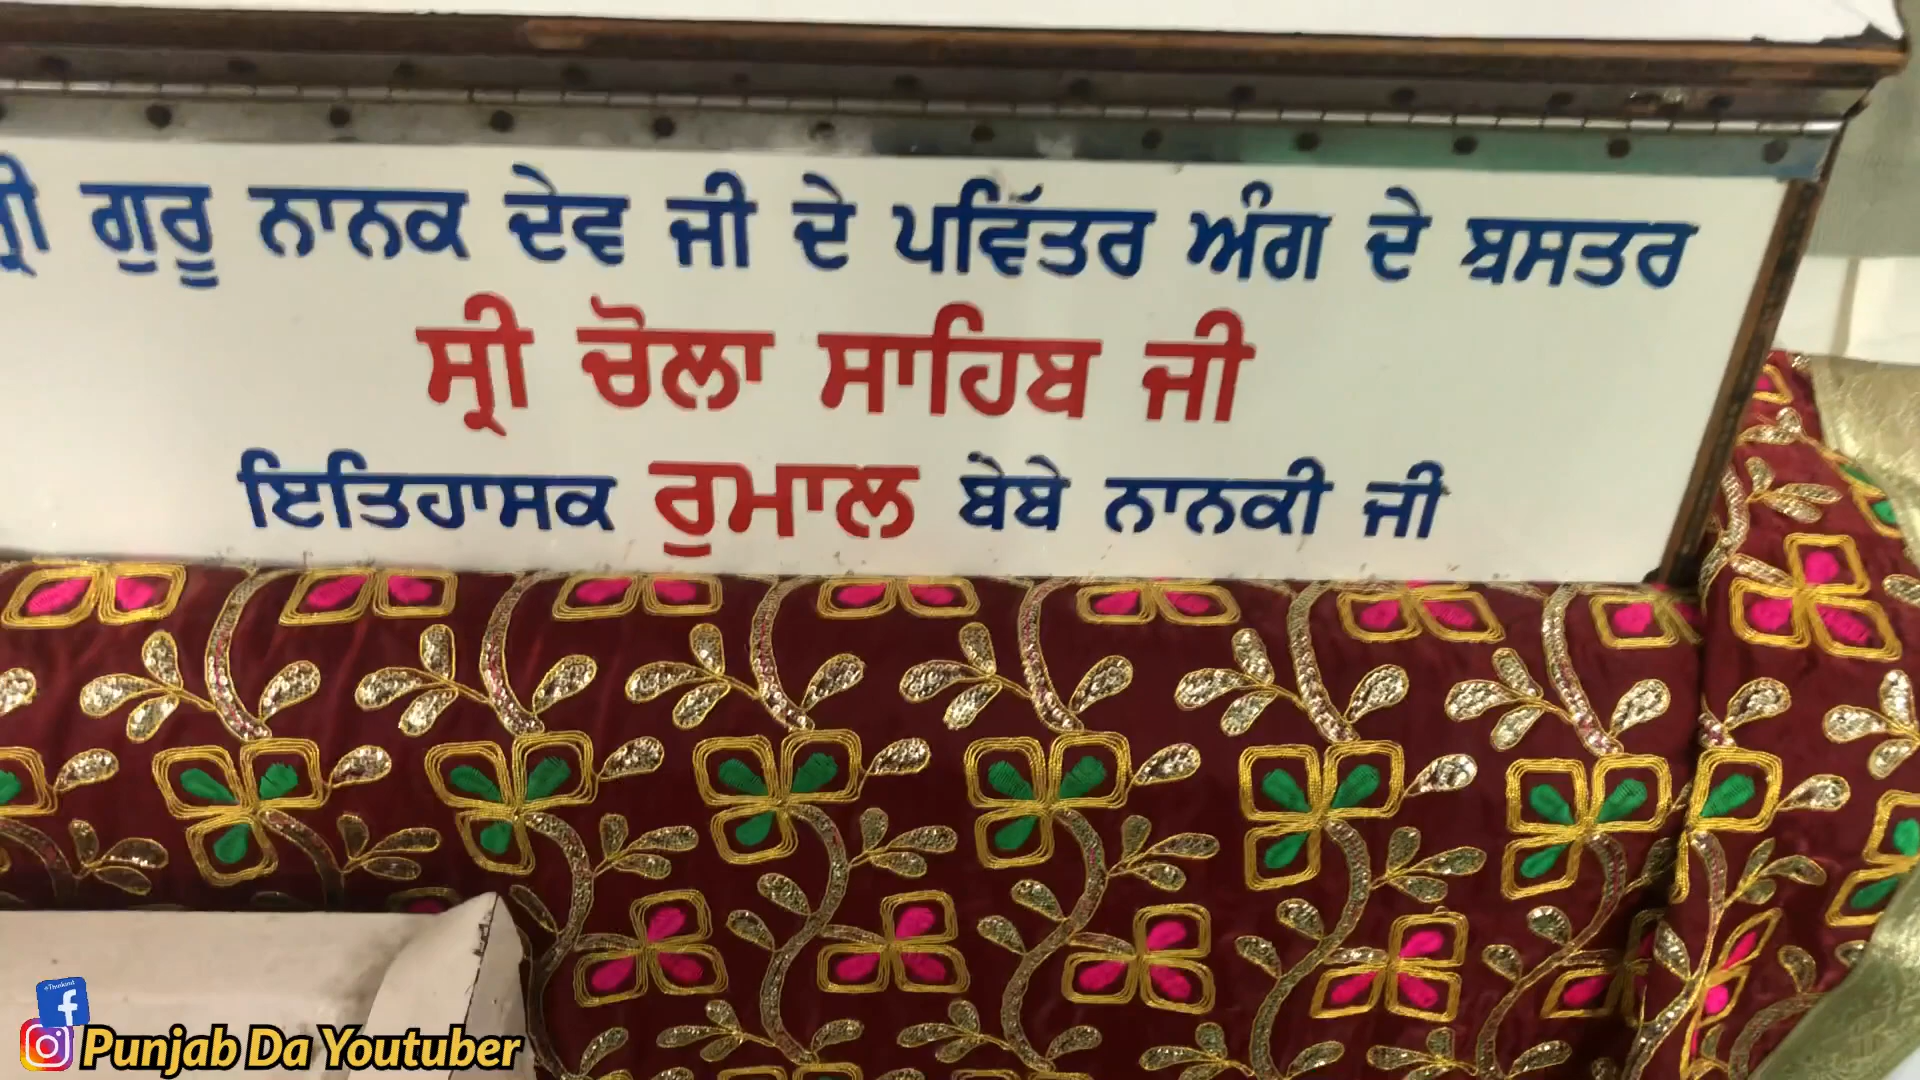 ਸ੍ਰੀ ਗੁਰੂ ਨਾਨਕ ਦੇਵ ਜੀ ਦੇ ਪਵਿੱਤਰ ਅੰਗ ਦੇ ਬਸਤਰ
ਸ੍ਰੀ ਚੋਲਾ ਸਾਹਿਬ ਜੀ
ਇਤਿਹਾਸਕ ਰੁਮਾਲ ਬੇਬੇ ਨਾਨਕੀ ਜੀ
Punjab Da Youtuber